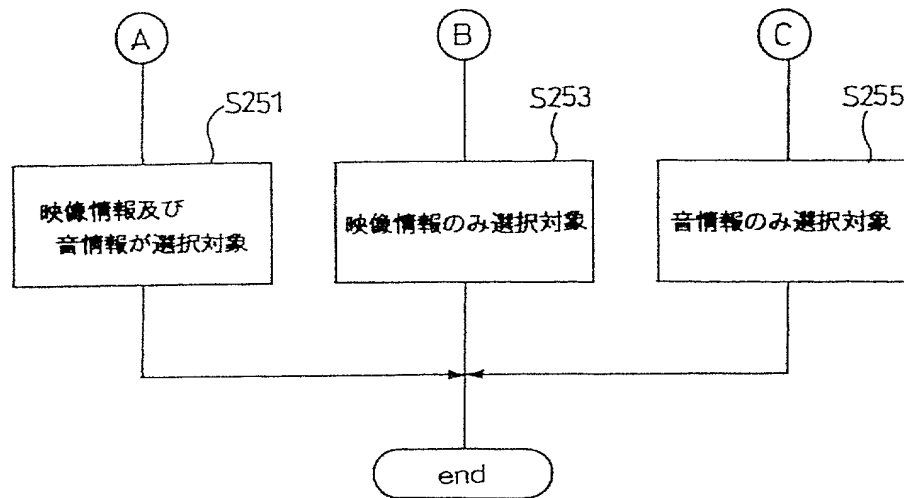 A
B
C
S251
S253
S255
映像情報及び
音情報が選択対象
映像情報のみ選択対象
音情報のみ選択対象
end